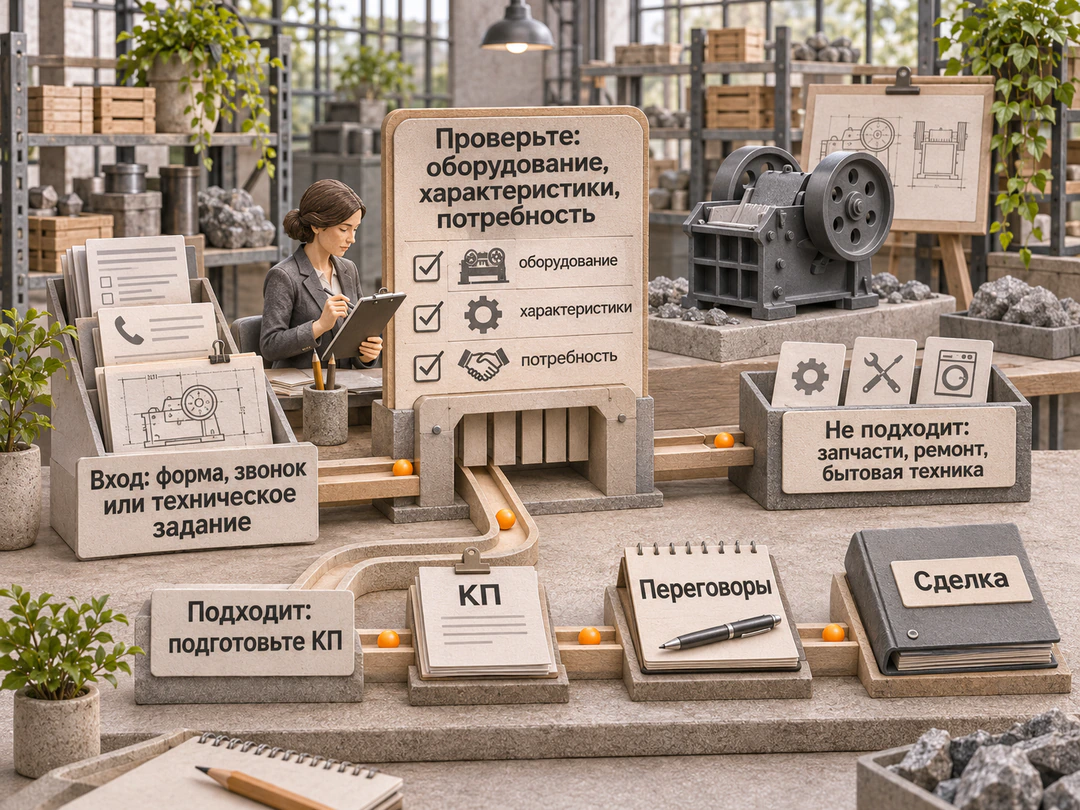 Проверьте:
оборудование,
характеристики,
потребность
оборудование
характеристики
потребность
Вход: форма, звонок
или техническое
задание
Не подходит:
запчасти, ремонт,
бытовая техника
Подходит:
подготовьте КП
КП
Переговоры
Сделка